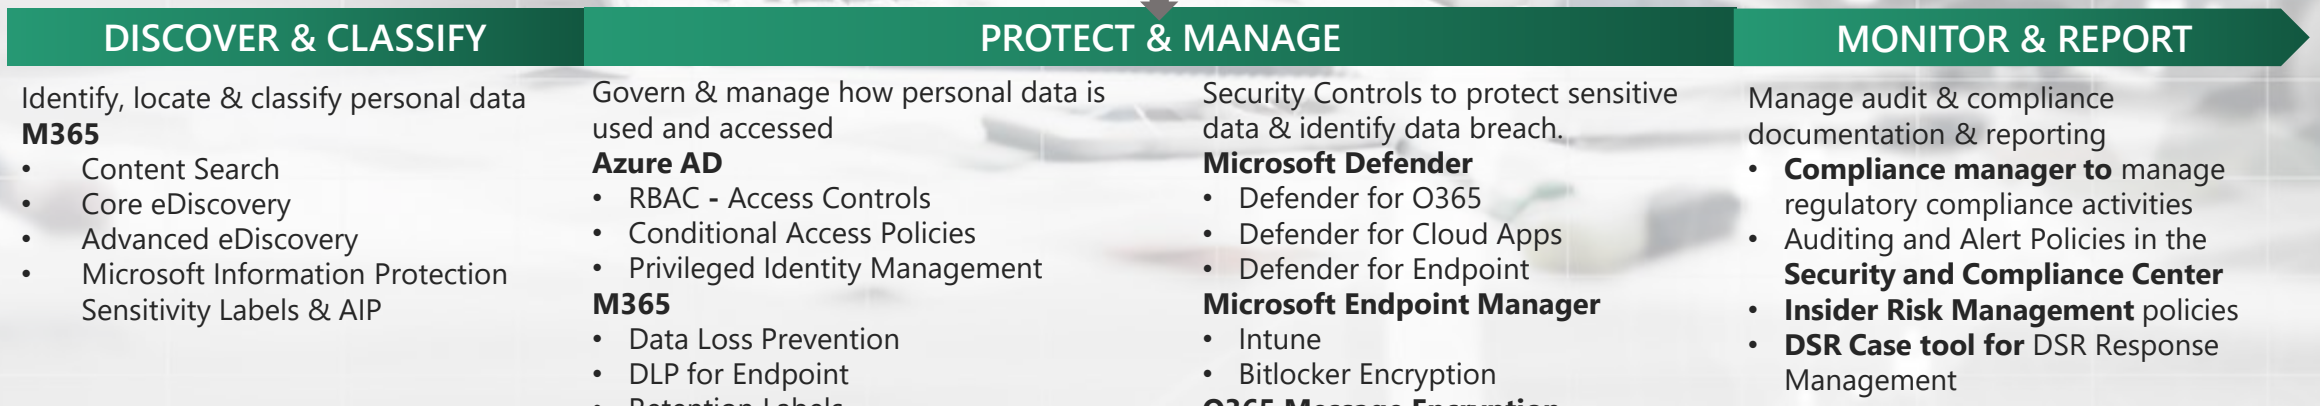 DISCOVER & CLASSIFY
Identify, locate & classify personal data
M365
• Content Search
• Core eDiscovery
• Advanced eDiscovery
• Microsoft Information Protection
Sensitivity Labels & AIP
PROTECT & MANAGE
Govern & manage how personal data is
used and accessed
Azure AD
• RBAC - Access Controls
• Conditional Access Policies
• Privileged Identity Management
M365
• Data Loss Prevention
• DLP for Endpoint
• Retention Labels
Security Controls to protect sensitive
data & identify data breach.
Microsoft Defender
• Defender for O365
• Defender for Cloud Apps
• Defender for Endpoint
Microsoft Endpoint Manager
• Intune
• Bitlocker Encryption
O365 Message Encryption
MONITOR & REPORT
Manage audit & compliance
documentation & reporting
• Compliance manager to manage
regulatory compliance activities
• Auditing and Alert Policies in the
Security and Compliance Center
• Insider Risk Management policies
• DSR Case tool for DSR Response
Management